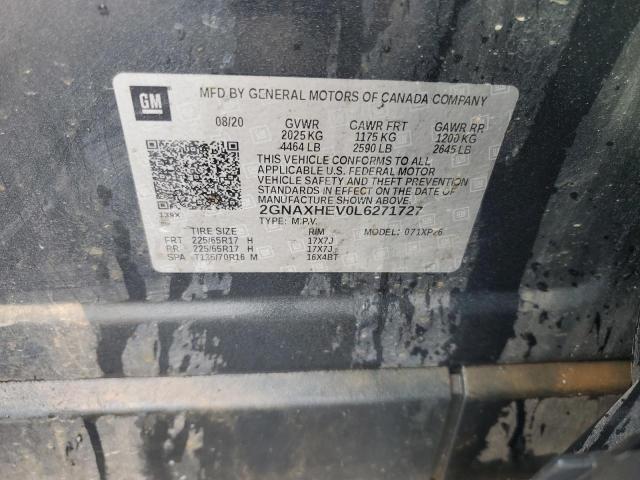 GM
MFD BY GENERAL MOTORS OF CANADA COMPANY
08/20 GVWR GAWR FRT GAWR RR
2025 KG 1175 KG 1200 KG
4464 LB 2590 LB 2645 LB
THIS VEHICLE CONFORMS TO ALL
APPLICABLE U.S. FEDERAL MOTOR
VEHICLE SAFETY AND THEFT PREVENTION
STANDARDS IN EFFECT ON THE DATE OF
MANUFACTURE SHOWN ABOVE.
139X 2GNAXHEV0L6271727
TYPE: M.P.V. MODEL: 071XP26
TIRE SIZE RIM
FRT 225/65R17 H 17X7J
RR 225/65R17 H 17X7J
SPA T135/70R16 M 16X4BT